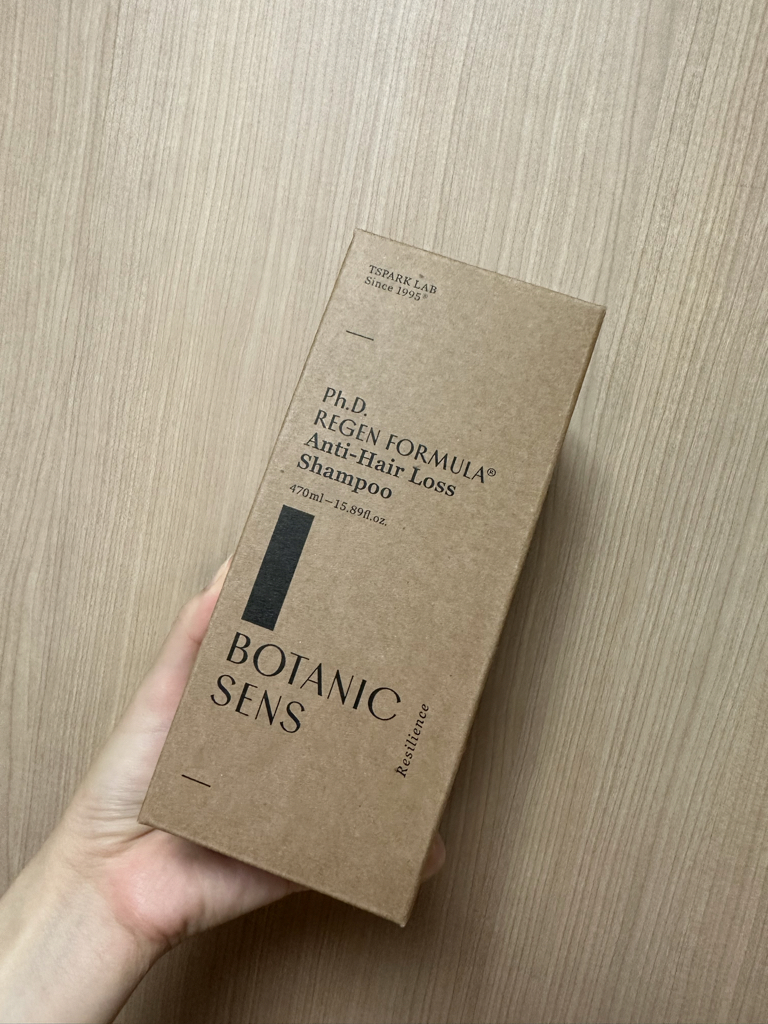 TSPARK LAB
Since 1995®
Ph.D.
REGEN FORMULA®
Anti-Hair Loss
Shampoo
470ml–15.89fl.oz.
BOTANIC
SENS
Resilience